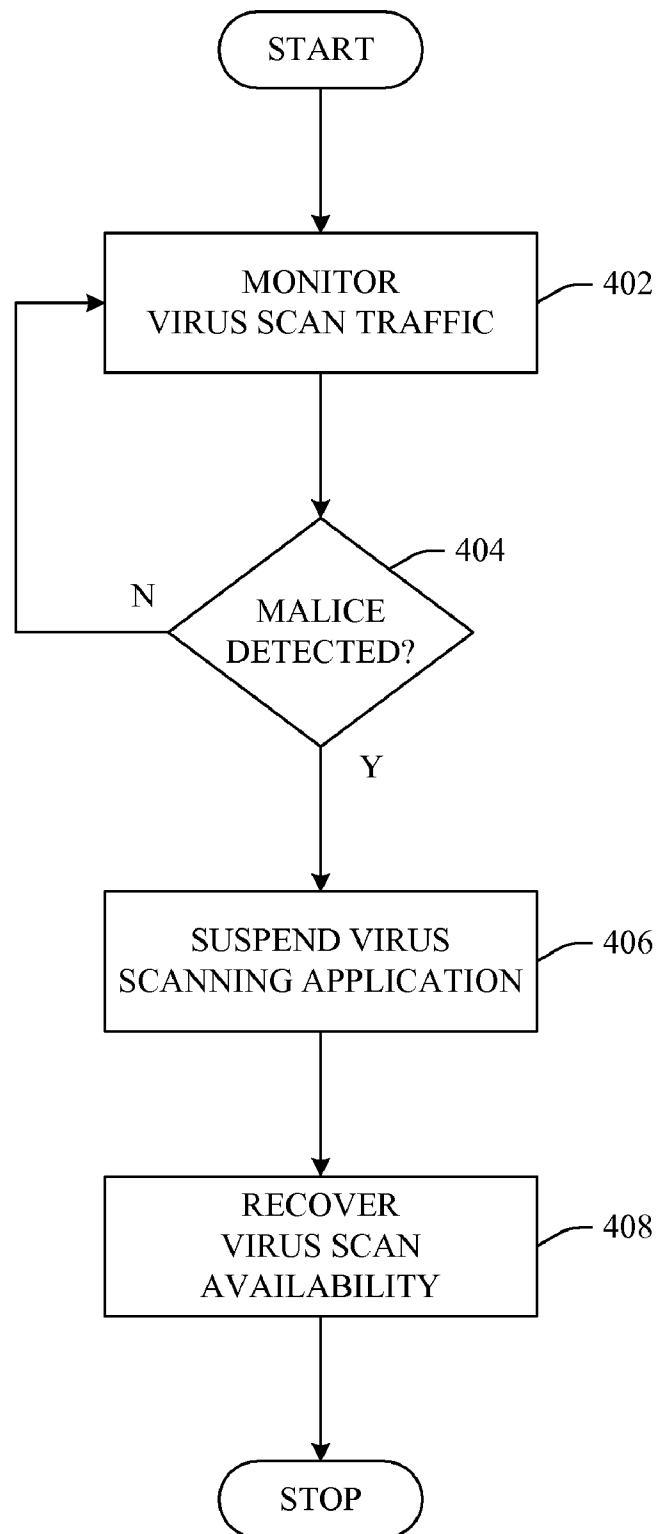 START
MONITOR
VIRUS SCAN TRAFFIC
402
404
N
MALICE
DETECTED?
Y
SUSPEND VIRUS
SCANNING APPLICATION
406
RECOVER
VIRUS SCAN
AVAILABILITY
408
STOP